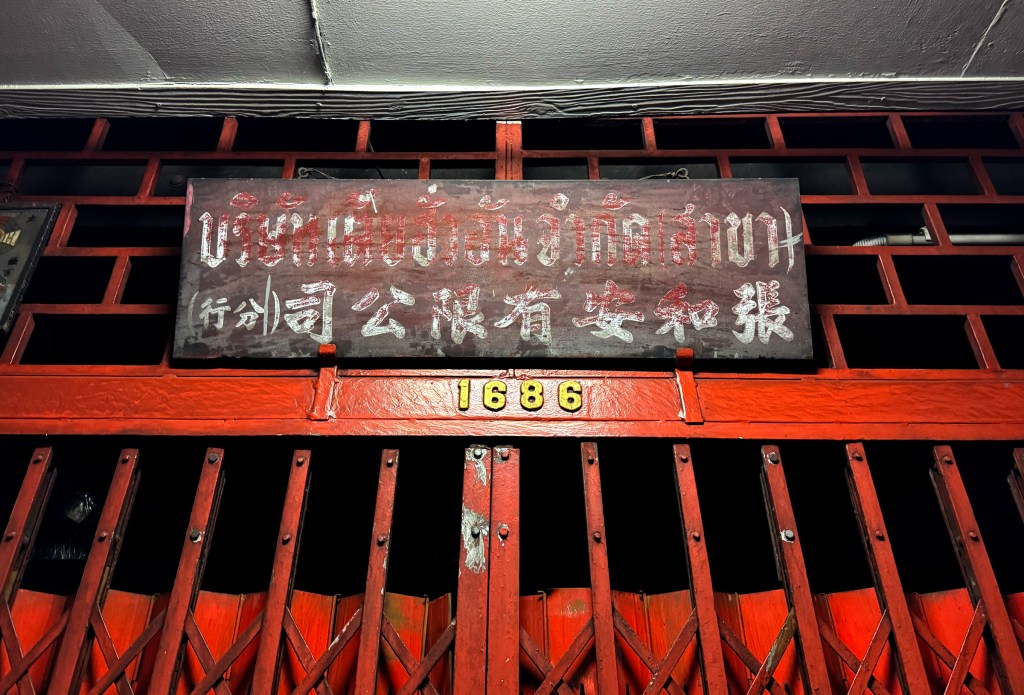 บริษัท เตียฮั่วอัน จำกัด (สาขา)
張和安有限公司(分行)
1686